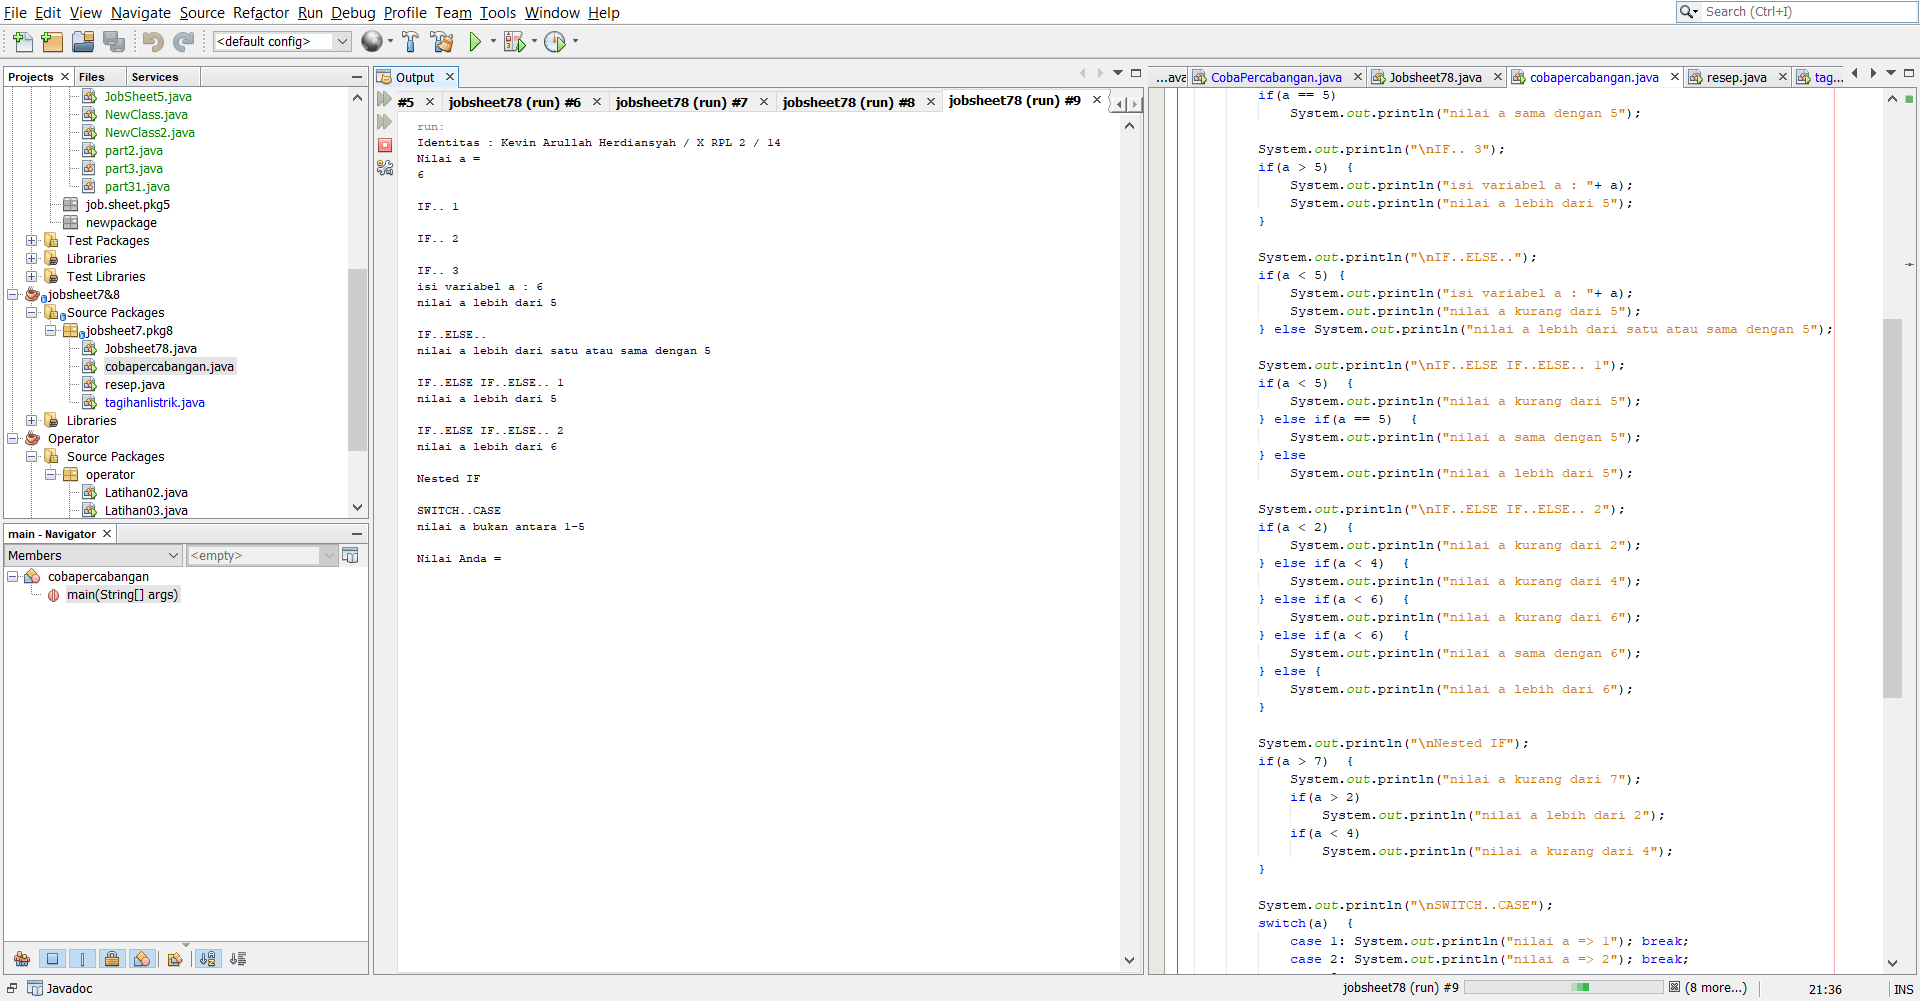 File Edit View Navigate Source Refactor Run Debug Profile Team Tools Window Help
Search (Ctrl+I)
<default config>
Projects Files Services
JobSheet5.java
NewClass.java
NewClass2.java
part2.java
part3.java
part31.java
job.sheet.pkg5
newpackage
Test Packages
Libraries
Test Libraries
jobsheet7&8
Source Packages
jobsheet7.pkg8
Jobsheet78.java
cobapercabangan.java
resep.java
tagihanlistrik.java
Libraries
Operator
Source Packages
operator
Latihan02.java
Latihan03.java
main - Navigator
Members <empty>
cobapercabangan
main(String[] args)
Output
#5 jobsheet78 (run) #6 jobsheet78 (run) #7 jobsheet78 (run) #8 jobsheet78 (run) #9
run:
Identitas : Kevin Arullah Herdiansyah / X RPL 2 / 14
Nilai a =
6
IF.. 1
IF.. 2
IF.. 3
isi variabel a : 6
nilai a lebih dari 5
IF..ELSE..
nilai a lebih dari satu atau sama dengan 5
IF..ELSE IF..ELSE.. 1
nilai a lebih dari 5
IF..ELSE IF..ELSE.. 2
nilai a lebih dari 6
Nested IF
SWITCH..CASE
nilai a bukan antara 1-5
Nilai Anda =
...ava CobaPercabangan.java Jobsheet78.java cobapercabangan.java resep.java tag...
if(a == 5)
System.out.println("nilai a sama dengan 5");
System.out.println("\nIF.. 3");
if(a > 5) {
System.out.println("isi variabel a : "+ a);
System.out.println("nilai a lebih dari 5");
}
System.out.println("\nIF..ELSE..");
if(a < 5) {
System.out.println("isi variabel a : "+ a);
System.out.println("nilai a kurang dari 5");
} else System.out.println("nilai a lebih dari satu atau sama dengan 5");
System.out.println("\nIF..ELSE IF..ELSE.. 1");
if(a < 5) {
System.out.println("nilai a kurang dari 5");
} else if(a == 5) {
System.out.println("nilai a sama dengan 5");
} else
System.out.println("nilai a lebih dari 5");
System.out.println("\nIF..ELSE IF..ELSE.. 2");
if(a < 2) {
System.out.println("nilai a kurang dari 2");
} else if(a < 4) {
System.out.println("nilai a kurang dari 4");
} else if(a < 6) {
System.out.println("nilai a kurang dari 6");
} else if(a < 6) {
System.out.println("nilai a sama dengan 6");
} else {
System.out.println("nilai a lebih dari 6");
}
System.out.println("\nNested IF");
if(a > 7) {
System.out.println("nilai a kurang dari 7");
if(a > 2)
System.out.println("nilai a lebih dari 2");
if(a < 4)
System.out.println("nilai a kurang dari 4");
}
System.out.println("\nSWITCH..CASE");
switch(a) {
case 1: System.out.println("nilai a => 1"); break;
case 2: System.out.println("nilai a => 2"); break;
Javadoc
jobsheet78 (run) #9 (8 more...) 21:36 INS